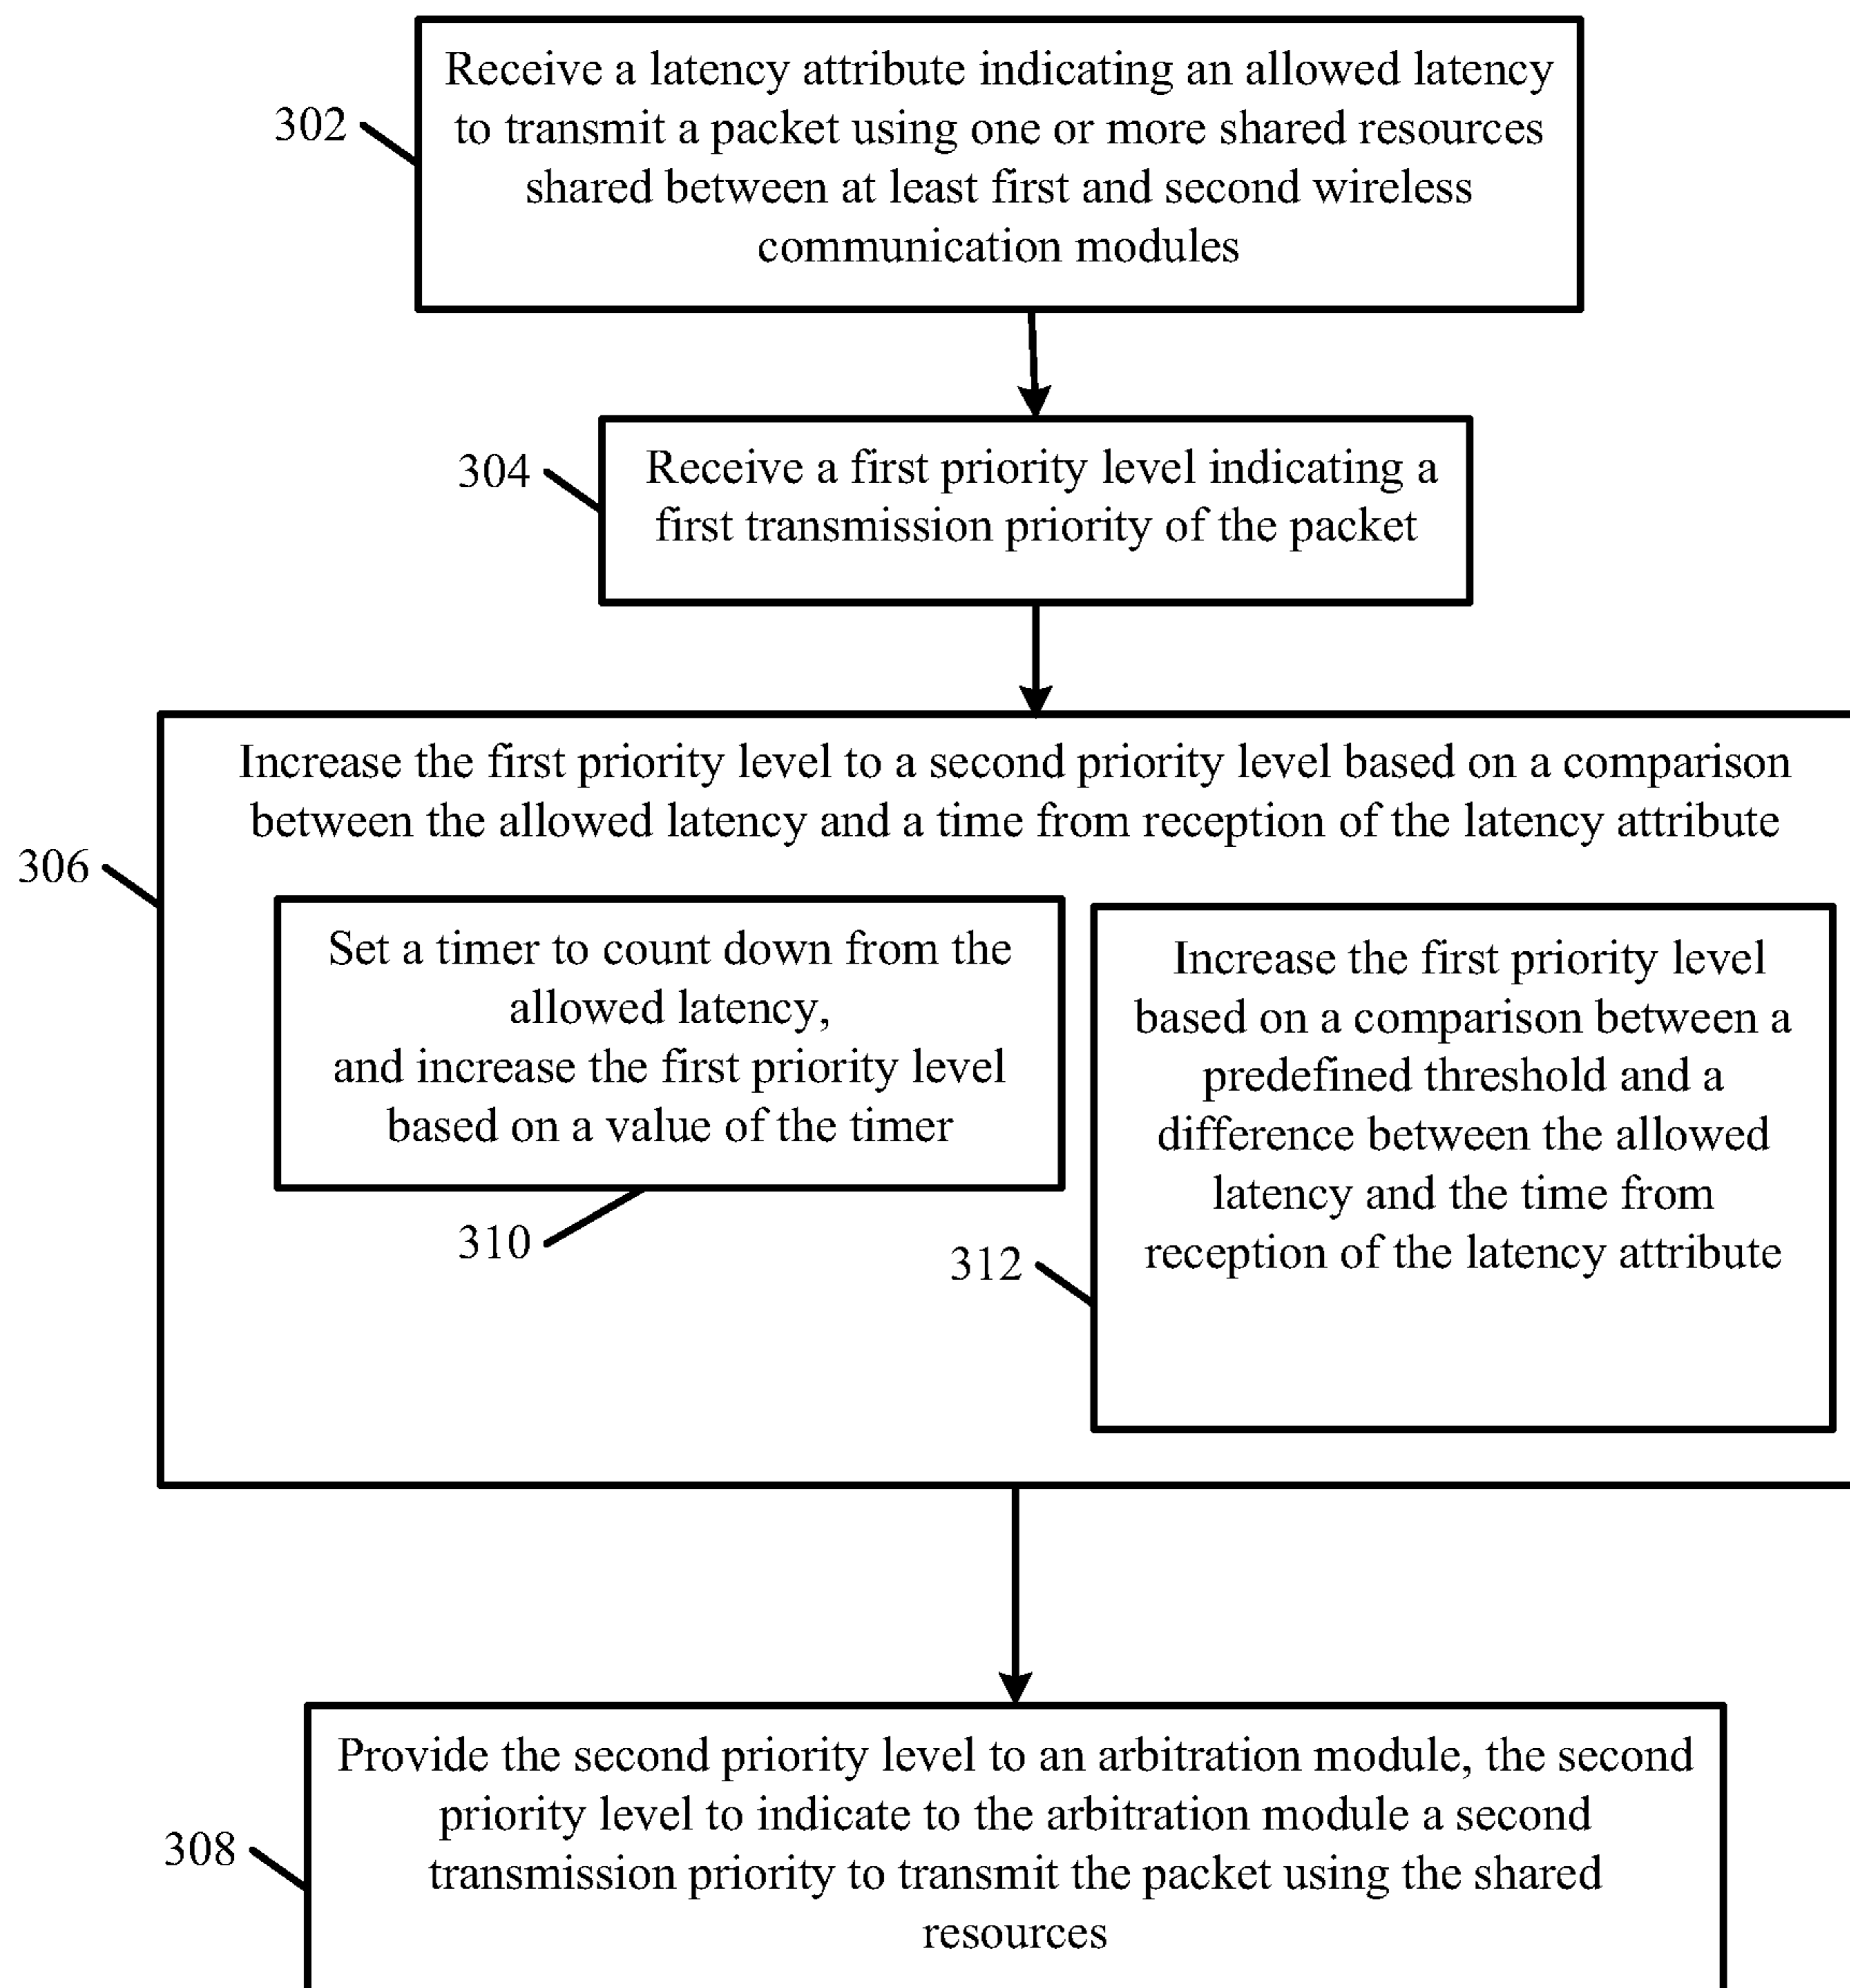 302
Receive a latency attribute indicating an allowed latency
to transmit a packet using one or more shared resources
shared between at least first and second wireless
communication modules
304
Receive a first priority level indicating a
first transmission priority of the packet
306
Increase the first priority level to a second priority level based on a comparison
between the allowed latency and a time from reception of the latency attribute
Set a timer to count down from the
allowed latency,
and increase the first priority level
based on a value of the timer
310
312
Increase the first priority level
based on a comparison between a
predefined threshold and a
difference between the allowed
latency and the time from
reception of the latency attribute
308
Provide the second priority level to an arbitration module, the second
priority level to indicate to the arbitration module a second
transmission priority to transmit the packet using the shared
resources